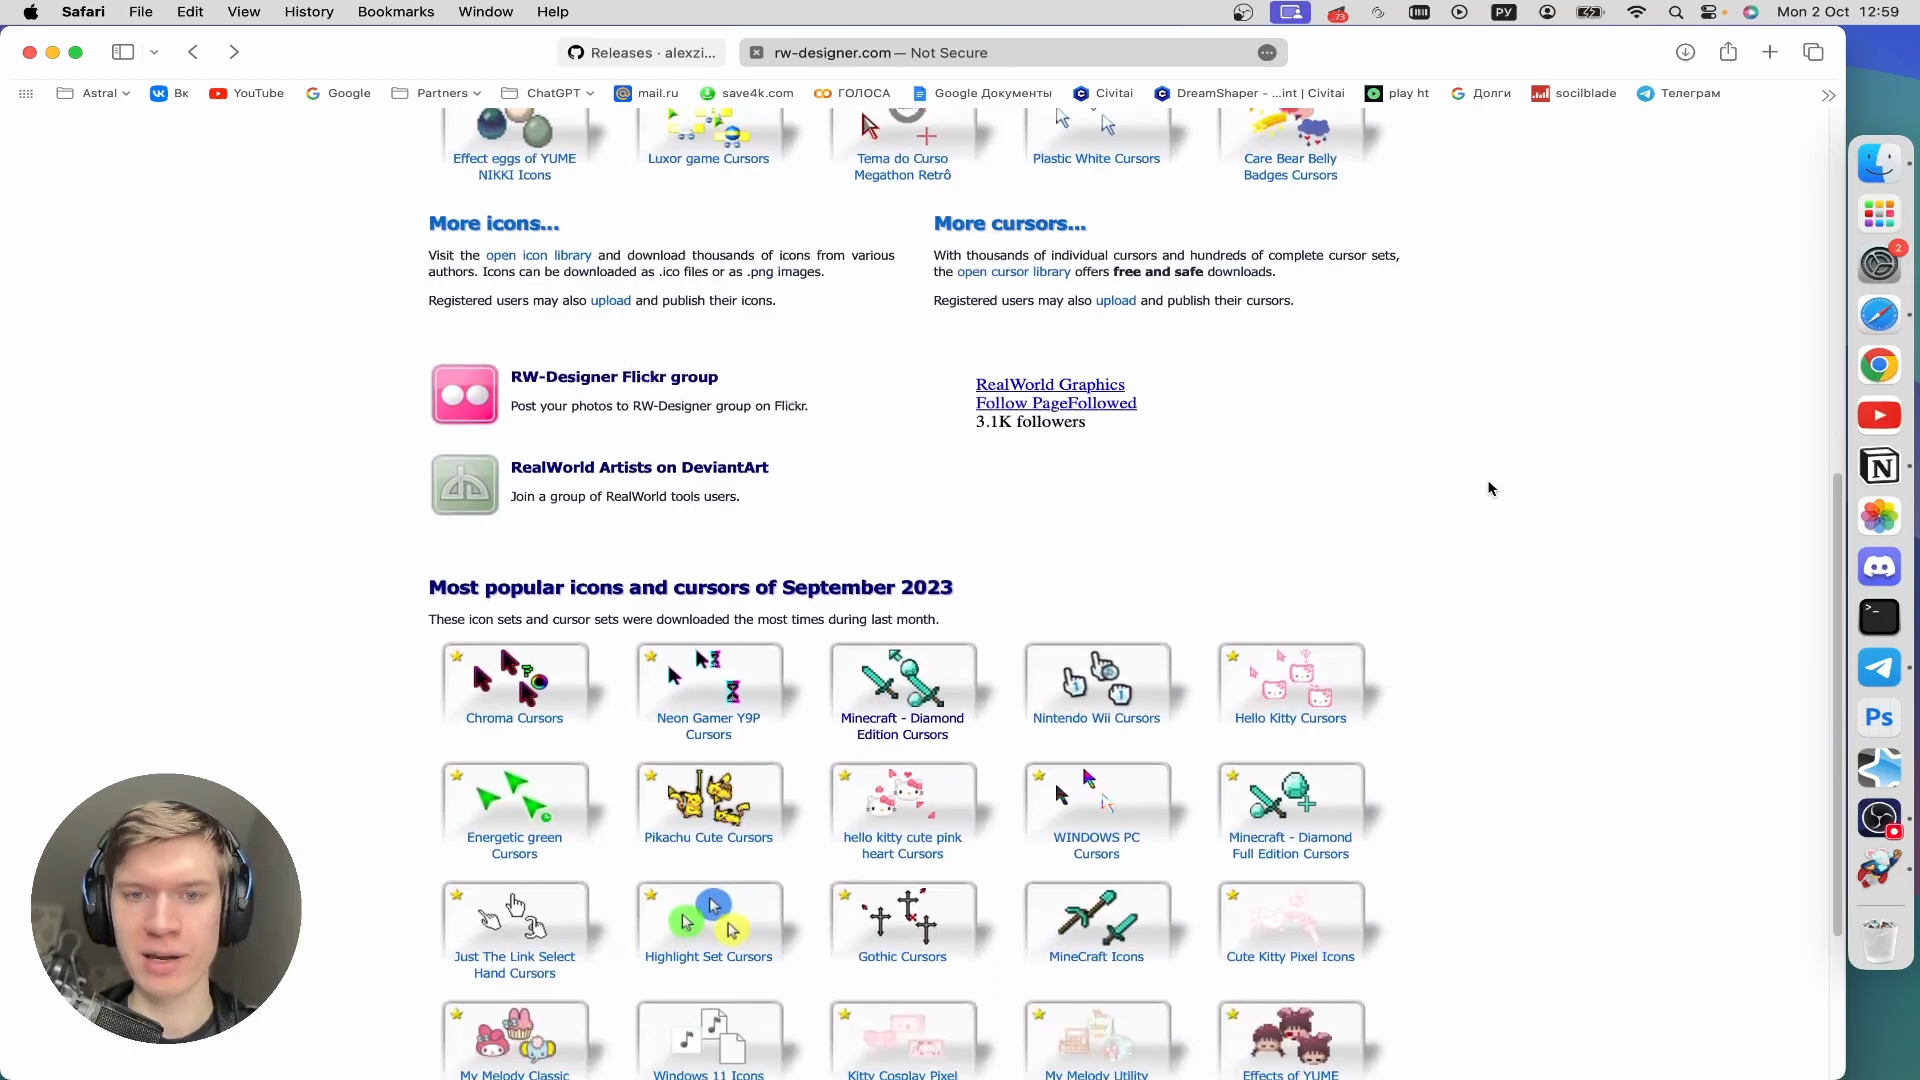 Safari File Edit View History Bookmarks Window Help
.73
РУ
Mon 2 Oct 12:59
Releases · alexzi...
rw-designer.com — Not Secure
Astral
Вк
YouTube
Google
Partners
ChatGPT
mail.ru
save4k.com
ГОЛОСА
Google Документы
Civitai
DreamShaper - ...int | Civitai
play ht
Долги
socilblade
Телеграм
2
Effect eggs of YUME
NIKKI Icons
Luxor game Cursors
Tema do Curso
Megathon Retrô
Plastic White Cursors
Care Bear Belly
Badges Cursors
More icons...
Visit the open icon library and download thousands of icons from various
authors. Icons can be downloaded as .ico files or as .png images.
Registered users may also upload and publish their icons.
More cursors...
With thousands of individual cursors and hundreds of complete cursor sets,
the open cursor library offers free and safe downloads.
Registered users may also upload and publish their cursors.
RW-Designer Flickr group
Post your photos to RW-Designer group on Flickr.
RealWorld Graphics
Follow PageFollowed
3.1K followers
RealWorld Artists on DeviantArt
Join a group of RealWorld tools users.
Most popular icons and cursors of September 2023
These icon sets and cursor sets were downloaded the most times during last month.
Chroma Cursors
Neon Gamer Y9P
Cursors
Minecraft - Diamond
Edition Cursors
Nintendo Wii Cursors
Hello Kitty Cursors
Energetic green
Cursors
Pikachu Cute Cursors
hello kitty cute pink
heart Cursors
WINDOWS PC
Cursors
Minecraft - Diamond
Full Edition Cursors
Just The Link Select
Hand Cursors
Highlight Set Cursors
Gothic Cursors
MineCraft Icons
Cute Kitty Pixel Icons
My Melody Classic
Windows 11 Icons
Kitty Cosplay Pixel
My Melody Utility
Effects of YUME
Ps